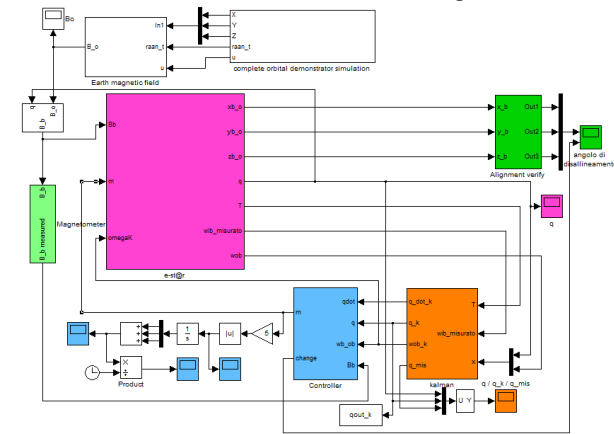 Bo
X
Y
Z
In1
B_o
raan_t
raan_t
u
u
Earth magnetic field
complete orbital demonstrator simulation
q
B_o
B_b
xb_o
x_b
Out1
Bb
yb_o
y_b
Out2
zb_o
z_b
Out3
angolo di
disallineamento
Alignment verify
m
q
B_b
T
q
B_b measured
Magnetometer
wib_misurato
omegaK
wob
e-st@r
m
qdot
q_dot_k
T
q
q_k
1
s
|u|
6
wb_ob
wob_k
wib_misurato
change
q_mis
x
Bb
X
÷
Product
Controller
kalman
q / q_k / q_mis
U Y
qout_k